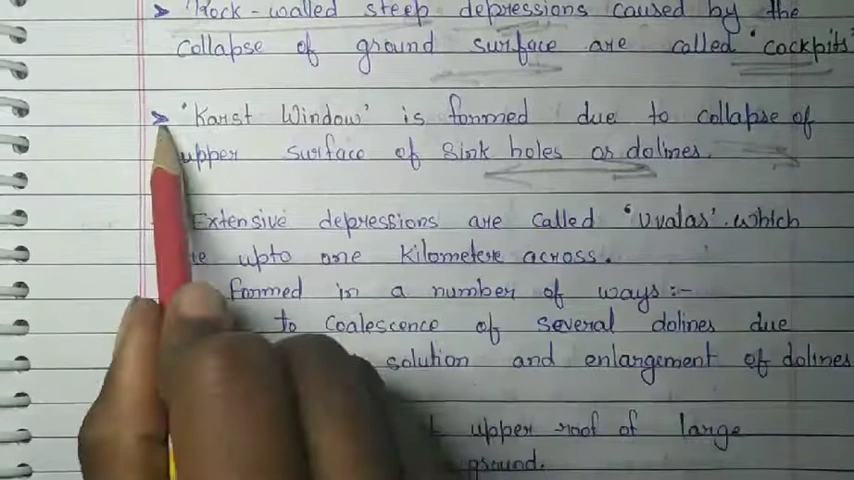 Rock-walled steep depressions caused by the
collapse of ground surface are called 'cockpits'
'Karst Window' is formed due to collapse of
upper surface of sink holes or dolines.
Extensive depressions are called 'Uvalas'. which
upto one kilometere across.
formed in a number of ways:-
to coalescence of several dolines due
solution and enlargement of dolines
upper roof of large
ground.